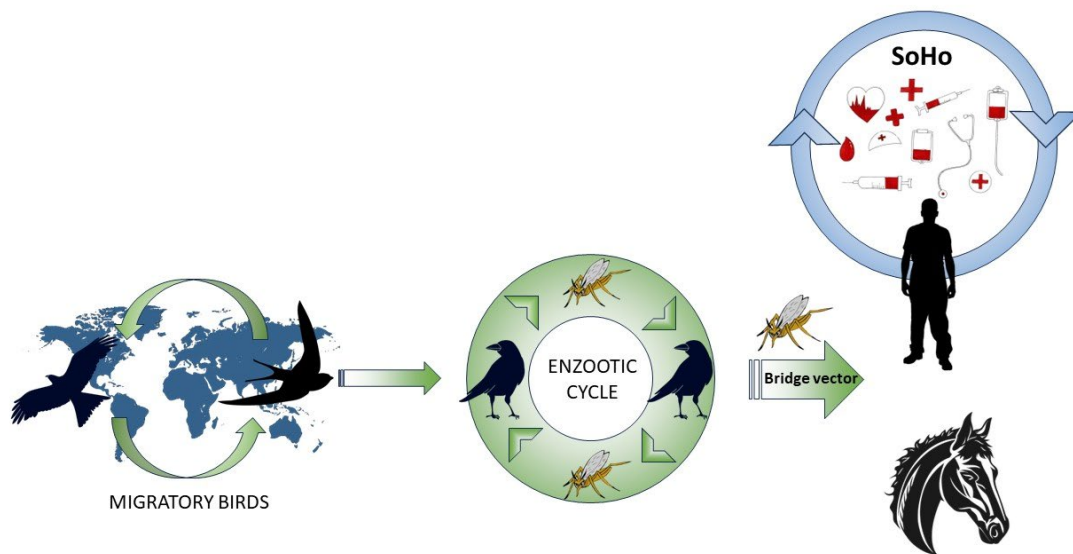 SoHo
ENZOOTIC
CYCLE
Bridge vector
MIGRATORY BIRDS